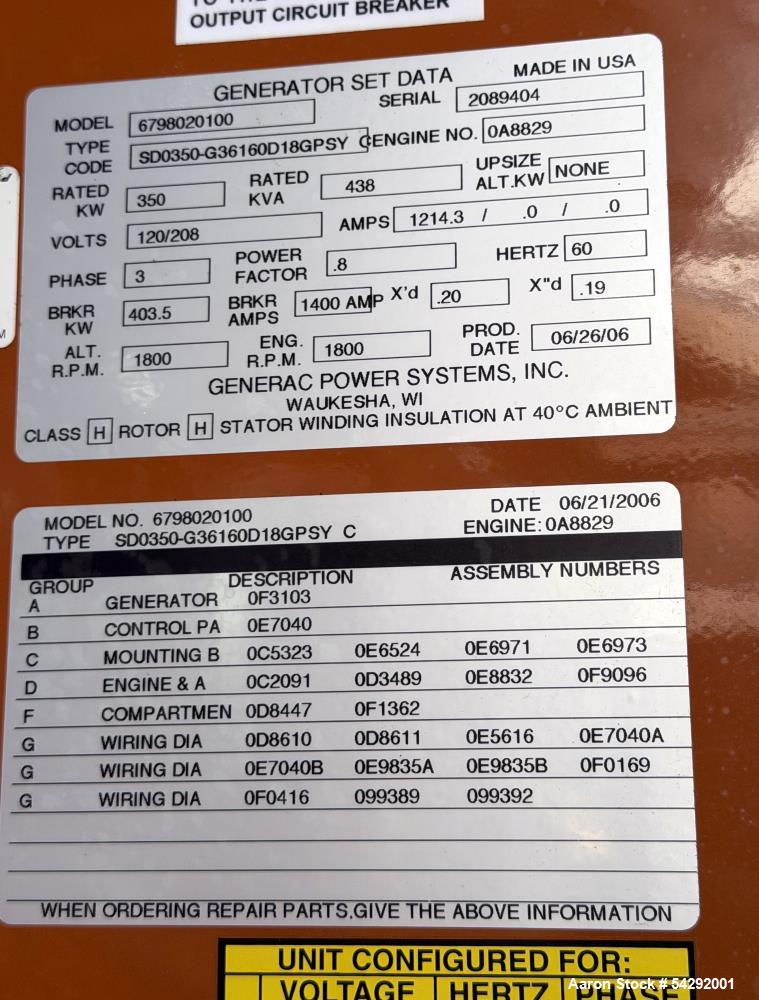 OUTPUT CIRCUIT BREAKER
GENERATOR SET DATA MADE IN USA
MODEL 6798020100 SERIAL 2089404
TYPE CODE SD0350-G36160D18GPSY C ENGINE NO. 0A8829
RATED KW 350 RATED KVA 438 UPSIZE ALT.KW NONE
VOLTS 120/208 AMPS 1214.3 / .0 / .0
PHASE 3 POWER FACTOR .8 HERTZ 60
BRKR KW 403.5 BRKR AMPS 1400 AMP X'd .20 X"d .19
ALT. R.P.M. 1800 ENG. R.P.M. 1800 PROD. DATE 06/26/06
GENERAC POWER SYSTEMS, INC.
WAUKESHA, WI
CLASS H ROTOR H STATOR WINDING INSULATION AT 40°C AMBIENT
MODEL NO. 6798020100 DATE 06/21/2006
TYPE SD0350-G36160D18GPSY C ENGINE: 0A8829
GROUP DESCRIPTION ASSEMBLY NUMBERS
A GENERATOR 0F3103
B CONTROL PA 0E7040
C MOUNTING B 0C5323 0E6524 0E6971 0E6973
D ENGINE & A 0C2091 0D3489 0E8832 0F9096
F COMPARTMEN 0D8447 0F1362
G WIRING DIA 0D8610 0D8611 0E5616 0E7040A
G WIRING DIA 0E7040B 0E9835A 0E9835B 0F0169
G WIRING DIA 0F0416 099389 099392
WHEN ORDERING REPAIR PARTS,GIVE THE ABOVE INFORMATION
UNIT CONFIGURED FOR:
VOLTAGE HERTZ PHASE
Aaron Stock # 54292001